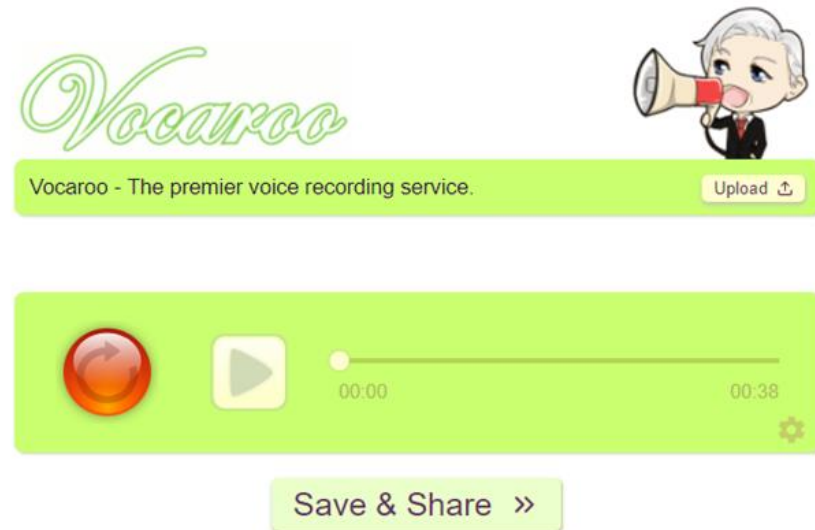 Vocaroo
Vocaroo - The premier voice recording service.
Upload
00:00
00:38
Save & Share »